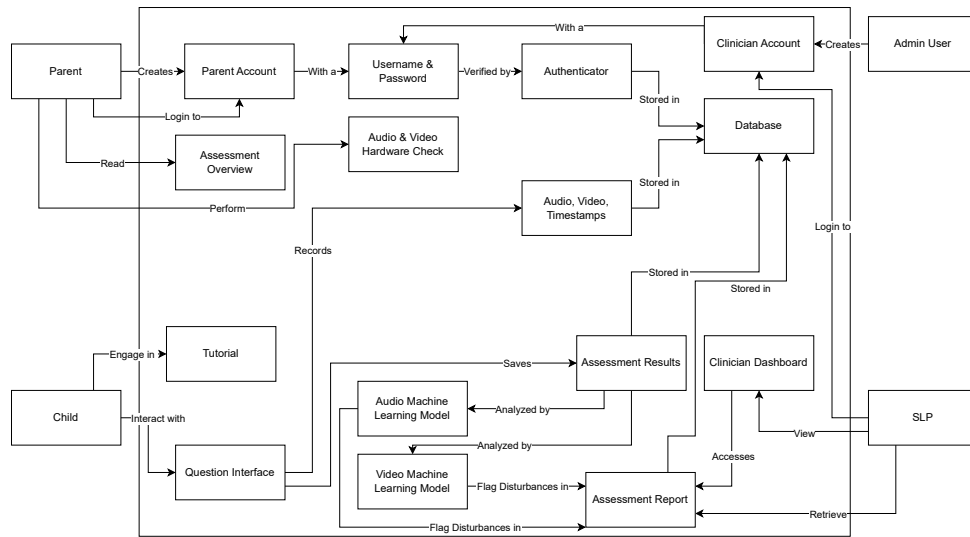 With a
Clinician Account
Creates
Admin User
Parent
Creates
Parent Account
With a
Username &
Password
Verified by
Authenticator
Stored in
Login to
Database
Audio & Video
Hardware Check
Assessment
Overview
Read
Perform
Stored in
Audio, Video,
Timestamps
Login to
Records
Stored in
Stored in
Engage in
Tutorial
Saves
Assessment Results
Clinician Dashboard
Child
Interact with
Audio Machine
Learning Model
Analyzed by
SLP
View
Analyzed by
Accesses
Question Interface
Video Machine
Learning Model
Flag Disturbances in
Assessment Report
Retrieve
Flag Disturbances in